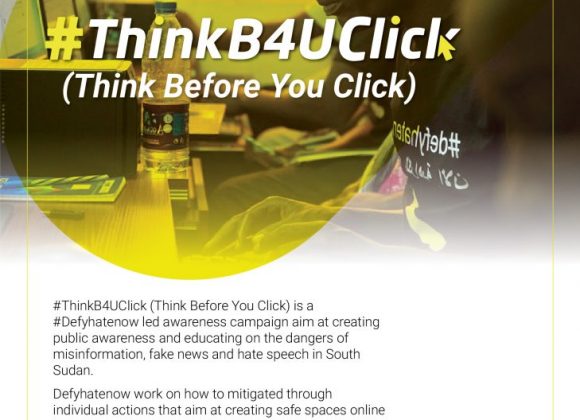 #ThinkB4UClick
(Think Before You Click)
#defyhaten
#ThinkB4UClick (Think Before You Click) is a
#Defyhatenow led awareness campaign aim at creating
public awareness and educating on the dangers of
misinformation, fake news and hate speech in South
Sudan.
Defyhatenow work on how to mitigated through
individual actions that aim at creating safe spaces online